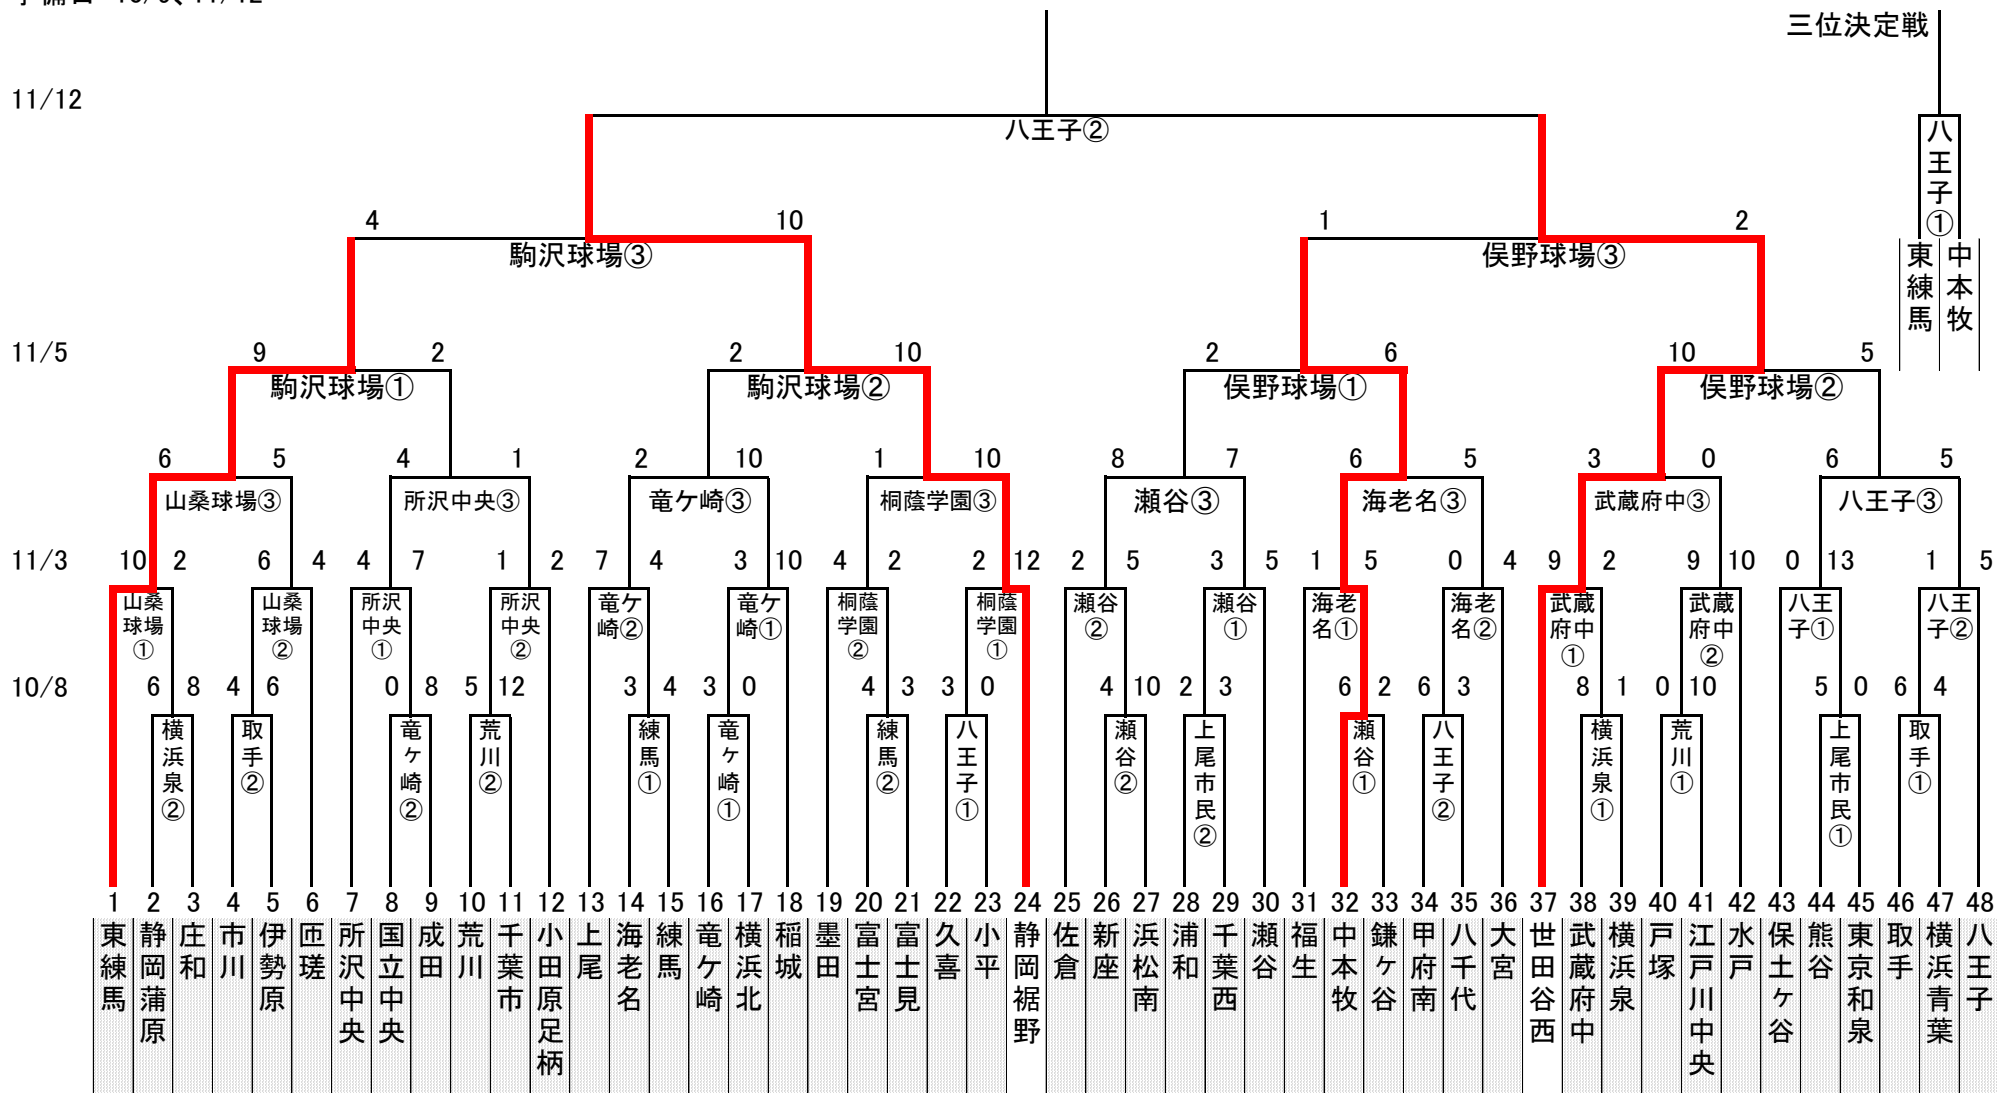 三位決定戦
11/12
八王子②
八王子①
4 10 1 2
駒沢球場③ 俣野球場③
東練馬 中本牧
11/5
9 2 2 10 2 6 10 5
駒沢球場① 駒沢球場② 俣野球場① 俣野球場②
6 5 4 1 2 10 1 10 8 7 6 5 3 0 6 5
山桑球場③ 所沢中央③ 竜ケ崎③ 桐蔭学園③ 瀬谷③ 海老名③ 武蔵府中③ 八王子③
11/3
10 2 6 4 4 7 1 2 7 4 3 10 4 2 2 12 2 5 3 5 1 5 0 4 9 2 9 10 0 13 1 5
山桑球場① 山桑球場② 所沢中央① 所沢中央② 竜ケ崎② 竜ケ崎① 桐蔭学園② 桐蔭学園① 瀬谷② 瀬谷① 海老名① 海老名② 武蔵府中① 武蔵府中② 八王子① 八王子②
10/8
6 8 4 6 0 8 5 12 3 4 3 0 4 3 3 0 4 10 2 3 6 2 6 3 8 1 0 10 5 0 6 4
横浜泉② 取手② 竜ヶ崎② 荒川② 練馬① 竜ヶ崎① 練馬② 八王子① 瀬谷② 上尾市民② 瀬谷① 八王子② 横浜泉① 荒川① 上尾市民① 取手①
1 2 3 4 5 6 7 8 9 10 11 12 13 14 15 16 17 18 19 20 21 22 23 24 25 26 27 28 29 30 31 32 33 34 35 36 37 38 39 40 41 42 43 44 45 46 47 48
東練馬 静岡蒲原 庄和 市川 伊勢原 匝瑳 所沢中央 国立中央 成田 荒川 千葉市 小田原足柄 上尾 海老名 練馬 竜ケ崎 横浜北 稲城 墨田 富士宮 富士見 久喜 小平 静岡裾野 佐倉 新座 浜松南 浦和 千葉西 瀬谷 福生 中本牧 鎌ヶ谷 甲府南 八千代 大宮 世田谷西 武蔵府中 横浜泉 戸塚 江戸川中央 水戸 保土ヶ谷 熊谷 東京和泉 取手 横浜青葉 八王子